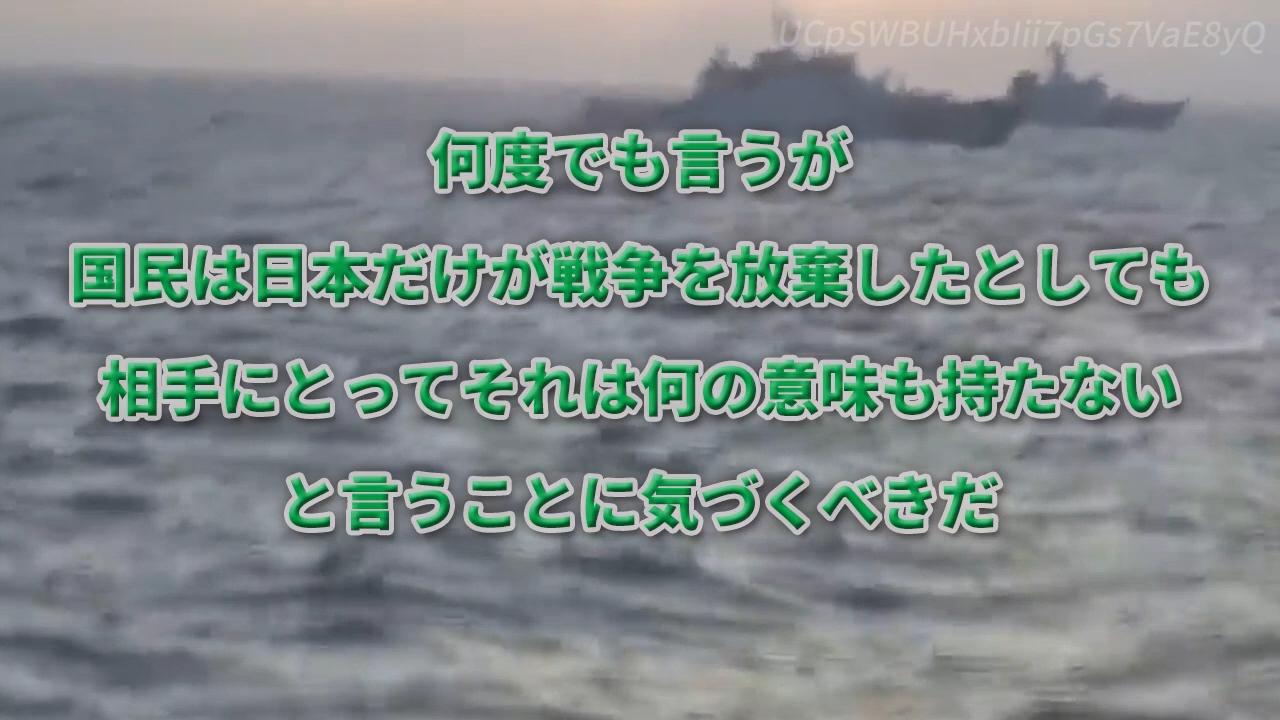 UCpSWBUHxblii7pGs7VaE8yQ
何度でも言うが
国民は日本だけが戦争を放棄したとしても
相手にとってそれは何の意味も持たない
と言うことに気づくべきだ